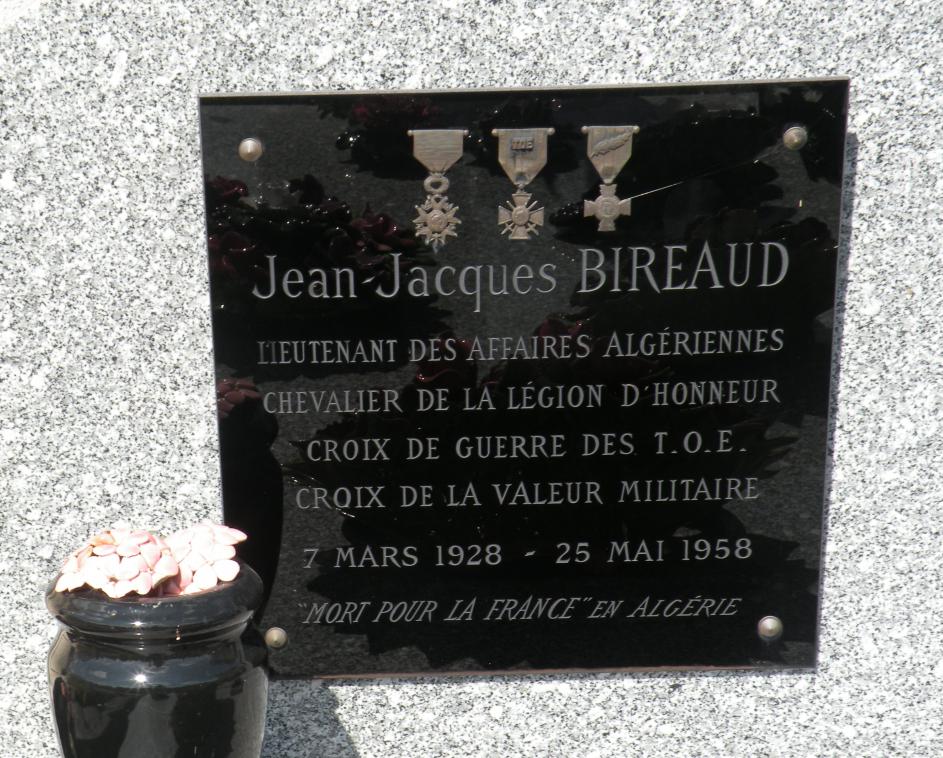 TOE
Jean-Jacques BIREAUD
LIEUTENANT DES AFFAIRES ALGÉRIENNES
CHEVALIER DE LA LÉGION D'HONNEUR
CROIX DE GUERRE DES T.O.E.
CROIX DE LA VALEUR MILITAIRE
7 MARS 1928 - 25 MAI 1958
"MORT POUR LA FRANCE" EN ALGÉRIE